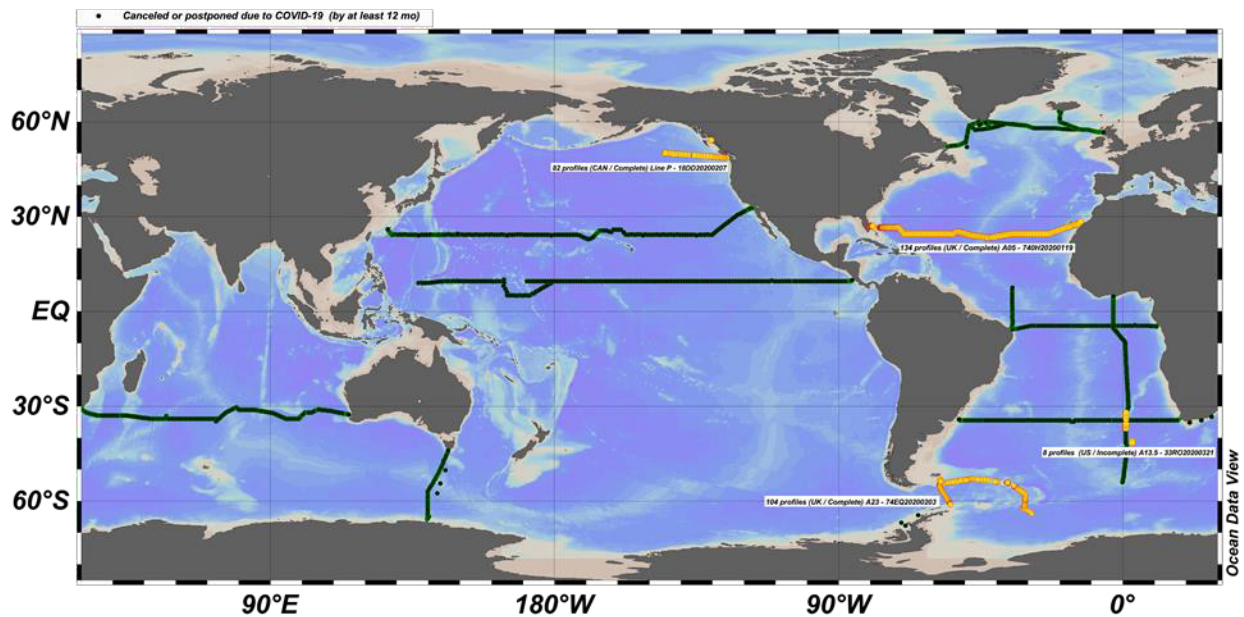 Canceled or postponed due to COVID-19 (by at least 12 mo)
60°N
82 profiles (CAN / Complete) Line P - 18DD20200207
30°N
134 profiles (UK / Complete) A05 - 740H20200119
EQ
30°S
8 profiles (US / Incomplete) A13.5 - 33RO20200321
60°S
104 profiles (UK / Complete) A23 - 74EQ20200203
Ocean Data View
90°E
180°W
90°W
0°